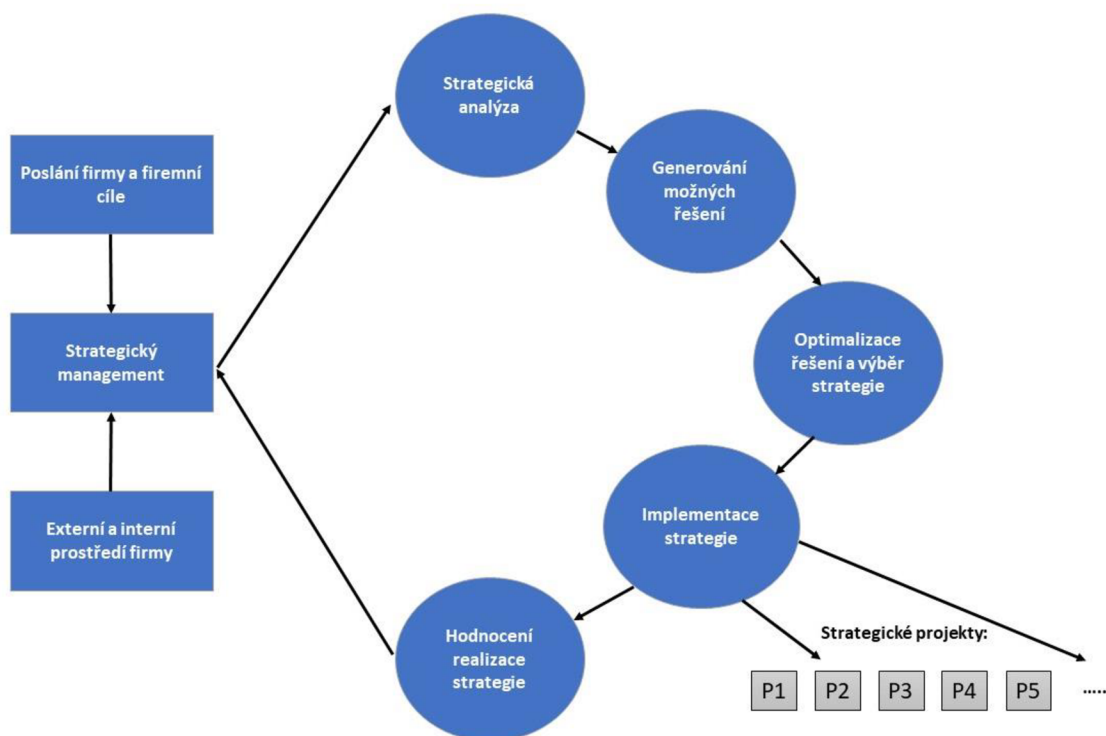 Strategická
analýza
Generování
možných
řešení
Poslání firmy a firemní
cíle
Strategický
management
Optimalizace
řešení a výběr
strategie
Externí a interní
prostředí firmy
Implementace
strategie
Hodnocení
realizace
strategie
Strategické projekty:
P1 P2 P3 P4 P5 .....